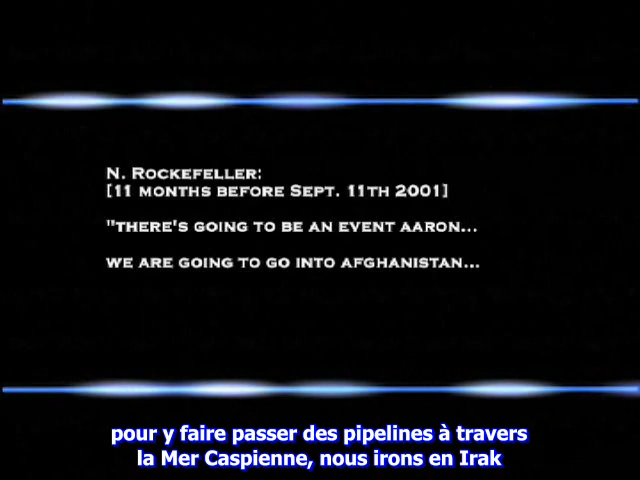 N. ROCKEFELLER:
[11 MONTHS BEFORE SEPT. 11TH 2001]
"THERE'S GOING TO BE AN EVENT AARON...
WE ARE GOING TO GO INTO AFGHANISTAN...
pour y faire passer des pipelines à travers
la Mer Caspienne, nous irons en Irak